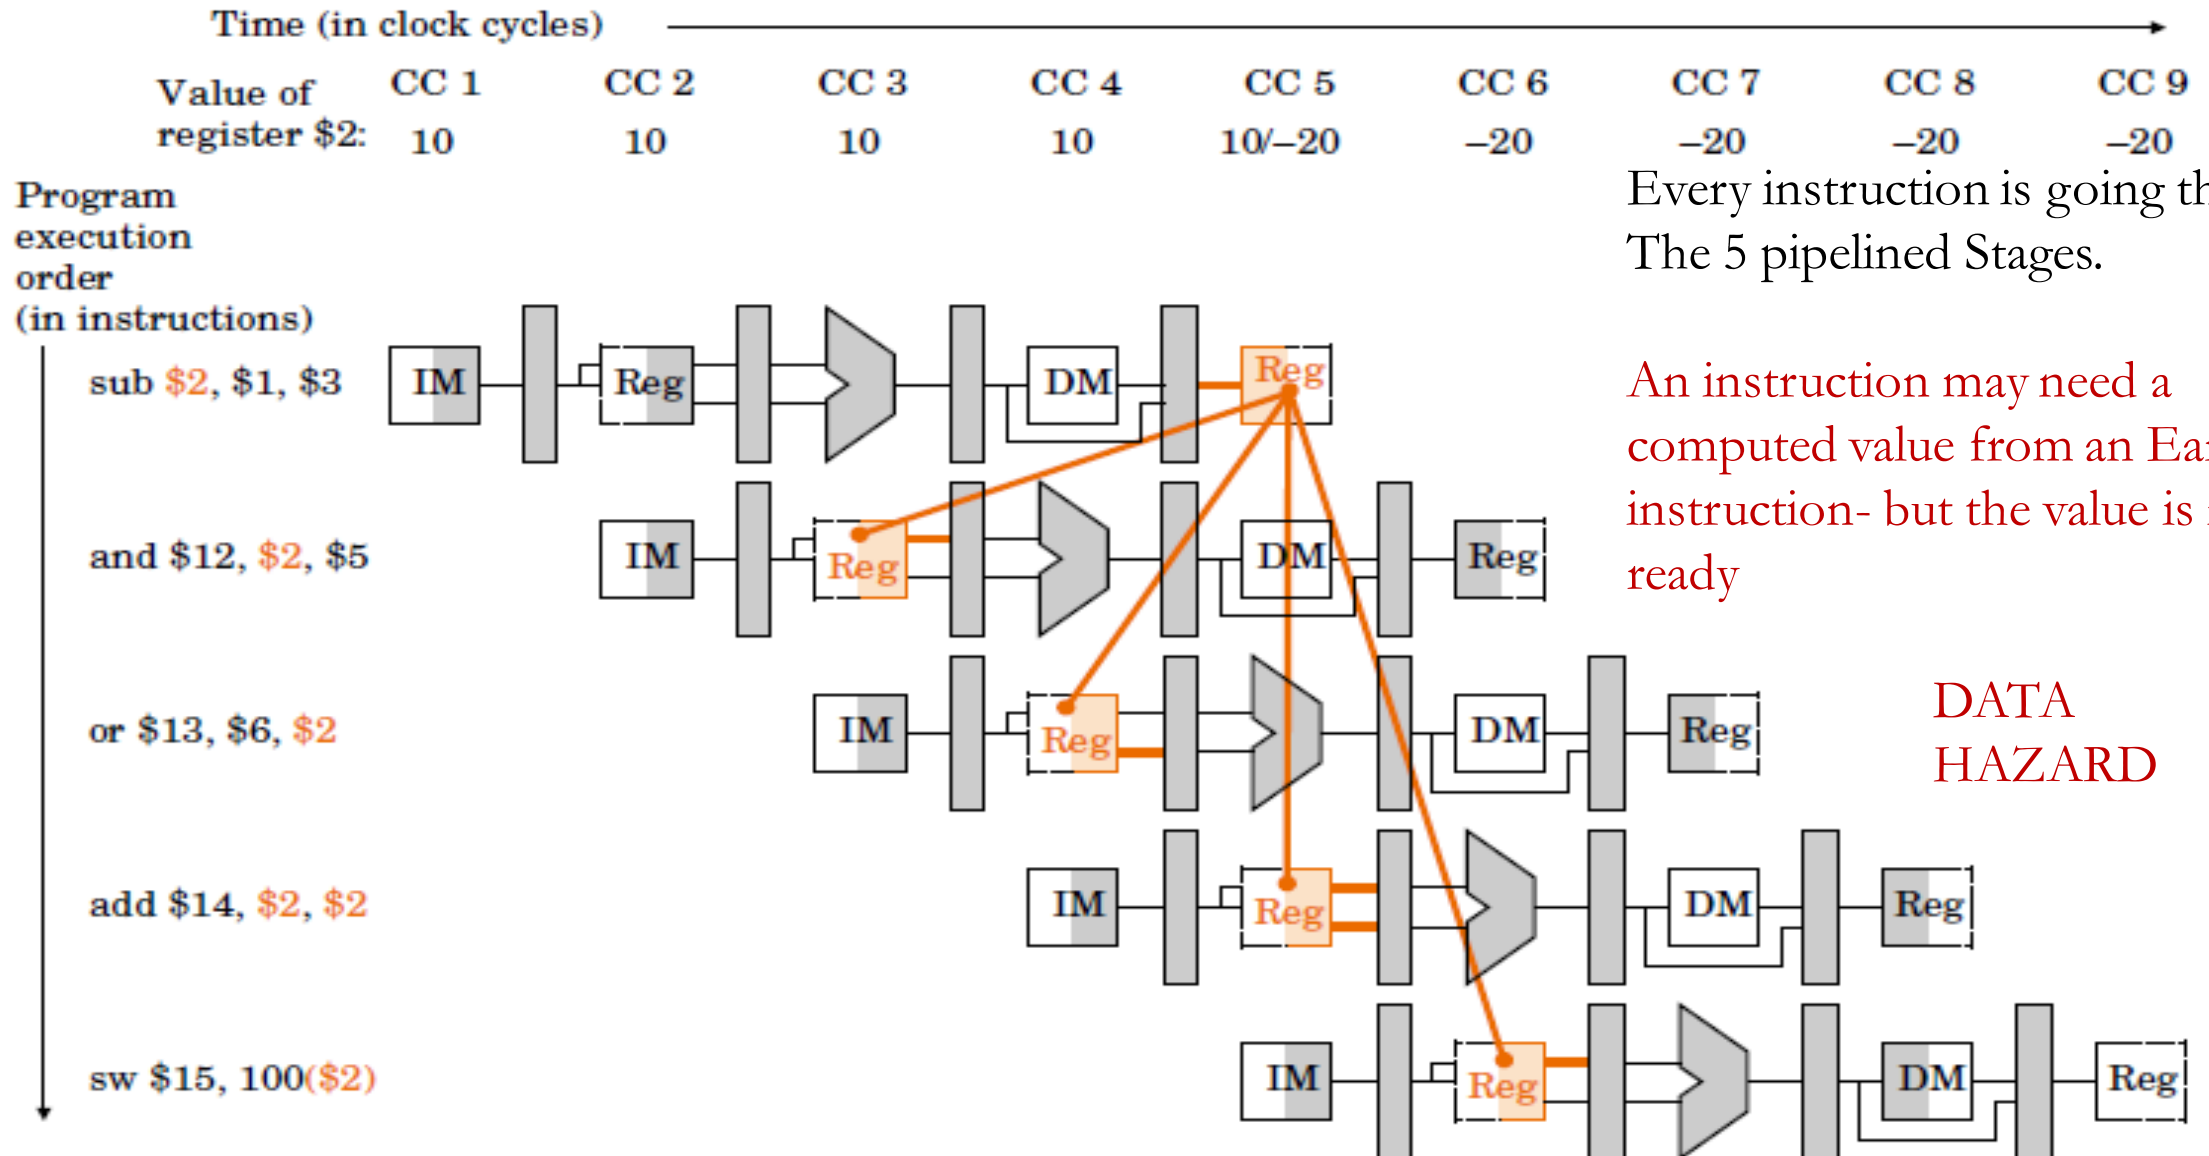 Time (in clock cycles)
Value of register $2:
CC 1 CC 2 CC 3 CC 4 CC 5 CC 6 CC 7 CC 8 CC 9
10 10 10 10 10/–20 –20 –20 –20 –20
Program
execution
order
(in instructions)
Every instruction is going
The 5 pipelined Stages.
An instruction may need a
computed value from an
instruction- but the value is
ready
DATA
HAZARD
sub $2, $1, $3
IM Reg DM Reg
and $12, $2, $5
IM Reg DM Reg
or $13, $6, $2
IM Reg DM Reg
add $14, $2, $2
IM Reg DM Reg
sw $15, 100($2)
IM Reg DM Reg